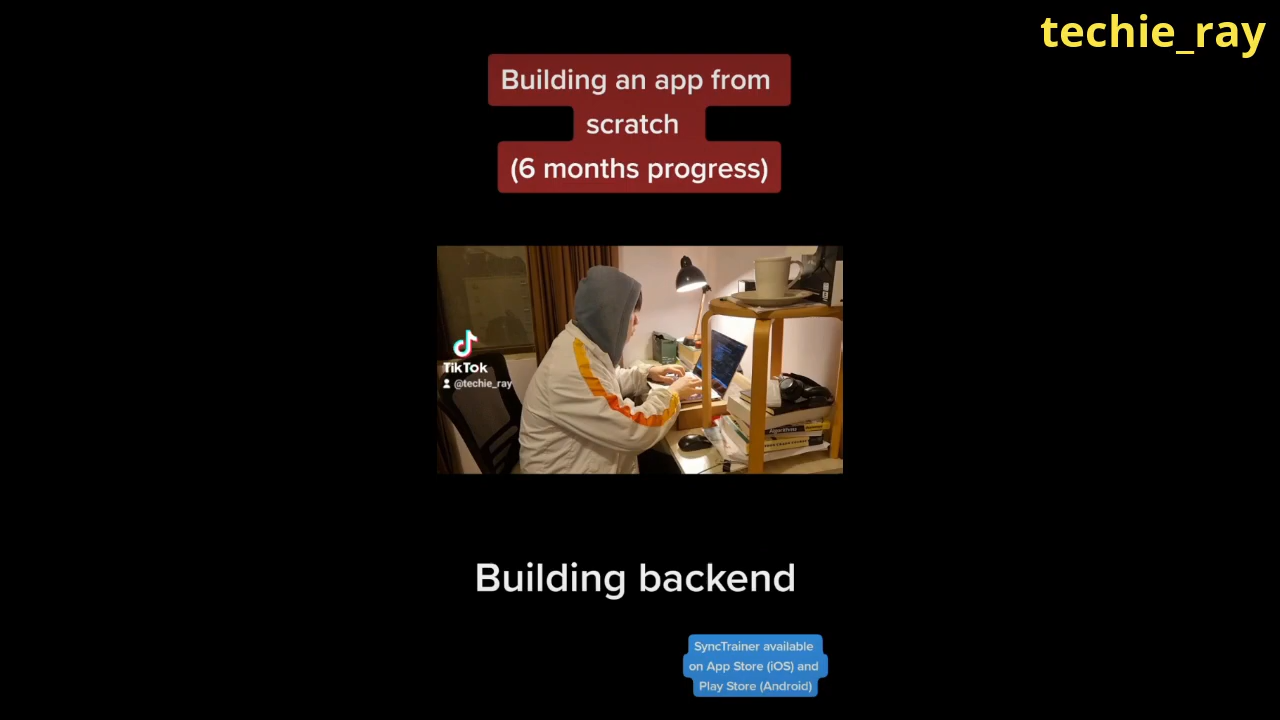 techie_ray
Building an app from
scratch
(6 months progress)
TikTok
@techie_ray
Algorithms
Building backend
SyncTrainer available
on App Store (iOS) and
Play Store (Android)